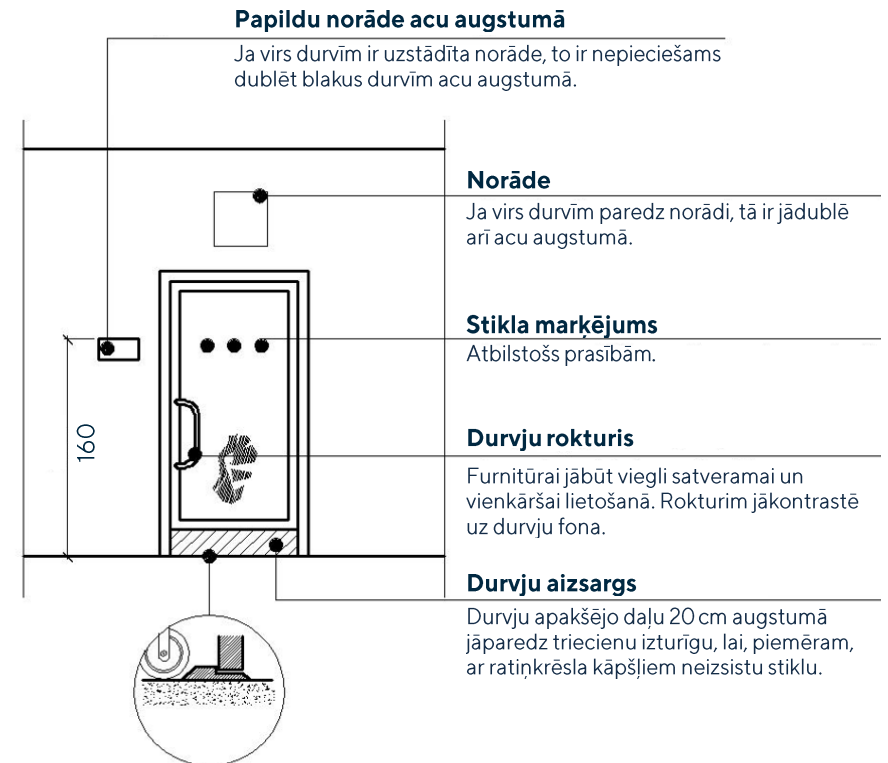 Papildu norāde acu augstumā
Ja virs durvīm ir uzstādīta norāde, to ir nepieciešams
dublēt blakus durvīm acu augstumā.
Norāde
Ja virs durvīm paredz norādi, tā ir jādublē
arī acu augstumā.
Stikla marķējums
Atbilstošs prasībām.
160
Durvju rokturis
Furnitūrai jābūt viegli satveramai un
vienkāršai lietošanā. Rokturim jākontrastē
uz durvju fona.
Durvju aizsargs
Durvju apakšējo daļu 20 cm augstumā
jāparedz triecienu izturīgu, lai, piemēram,
ar ratiņkrēsla kāpšļiem neizsistu stiklu.